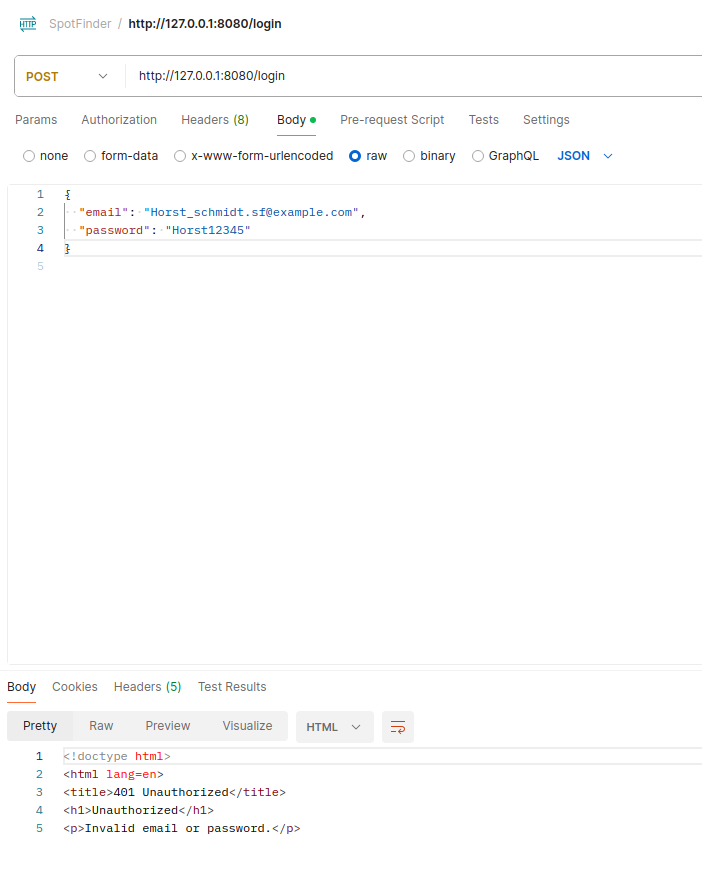 HTTP SpotFinder / http://127.0.0.1:8080/login
POST http://127.0.0.1:8080/login
Params Authorization Headers (8) Body Pre-request Script Tests Settings
none form-data x-www-form-urlencoded raw binary GraphQL JSON
1 {
2 "email": "Horst_schmidt.sf@example.com",
3 "password": "Horst12345"
4 }
5
Body Cookies Headers (5) Test Results
Pretty Raw Preview Visualize HTML
1 <!doctype html>
2 <html lang=en>
3 <title>401 Unauthorized</title>
4 <h1>Unauthorized</h1>
5 <p>Invalid email or password.</p>